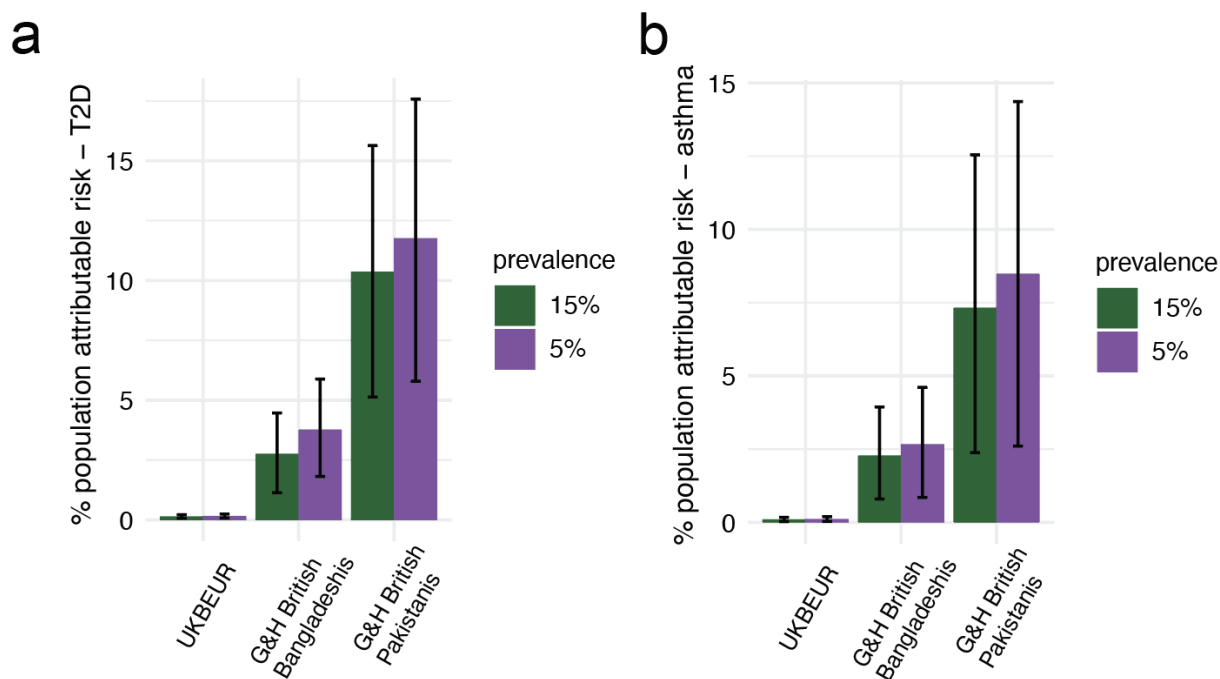 a
% population attributable risk – T2D
15
10
5
0
UKBEUR
G&H British
Bangladeshis
G&H British
Pakistanis
prevalence
15%
5%
b
% population attributable risk – asthma
15
10
5
0
UKBEUR
G&H British
Bangladeshis
G&H British
Pakistanis
prevalence
15%
5%